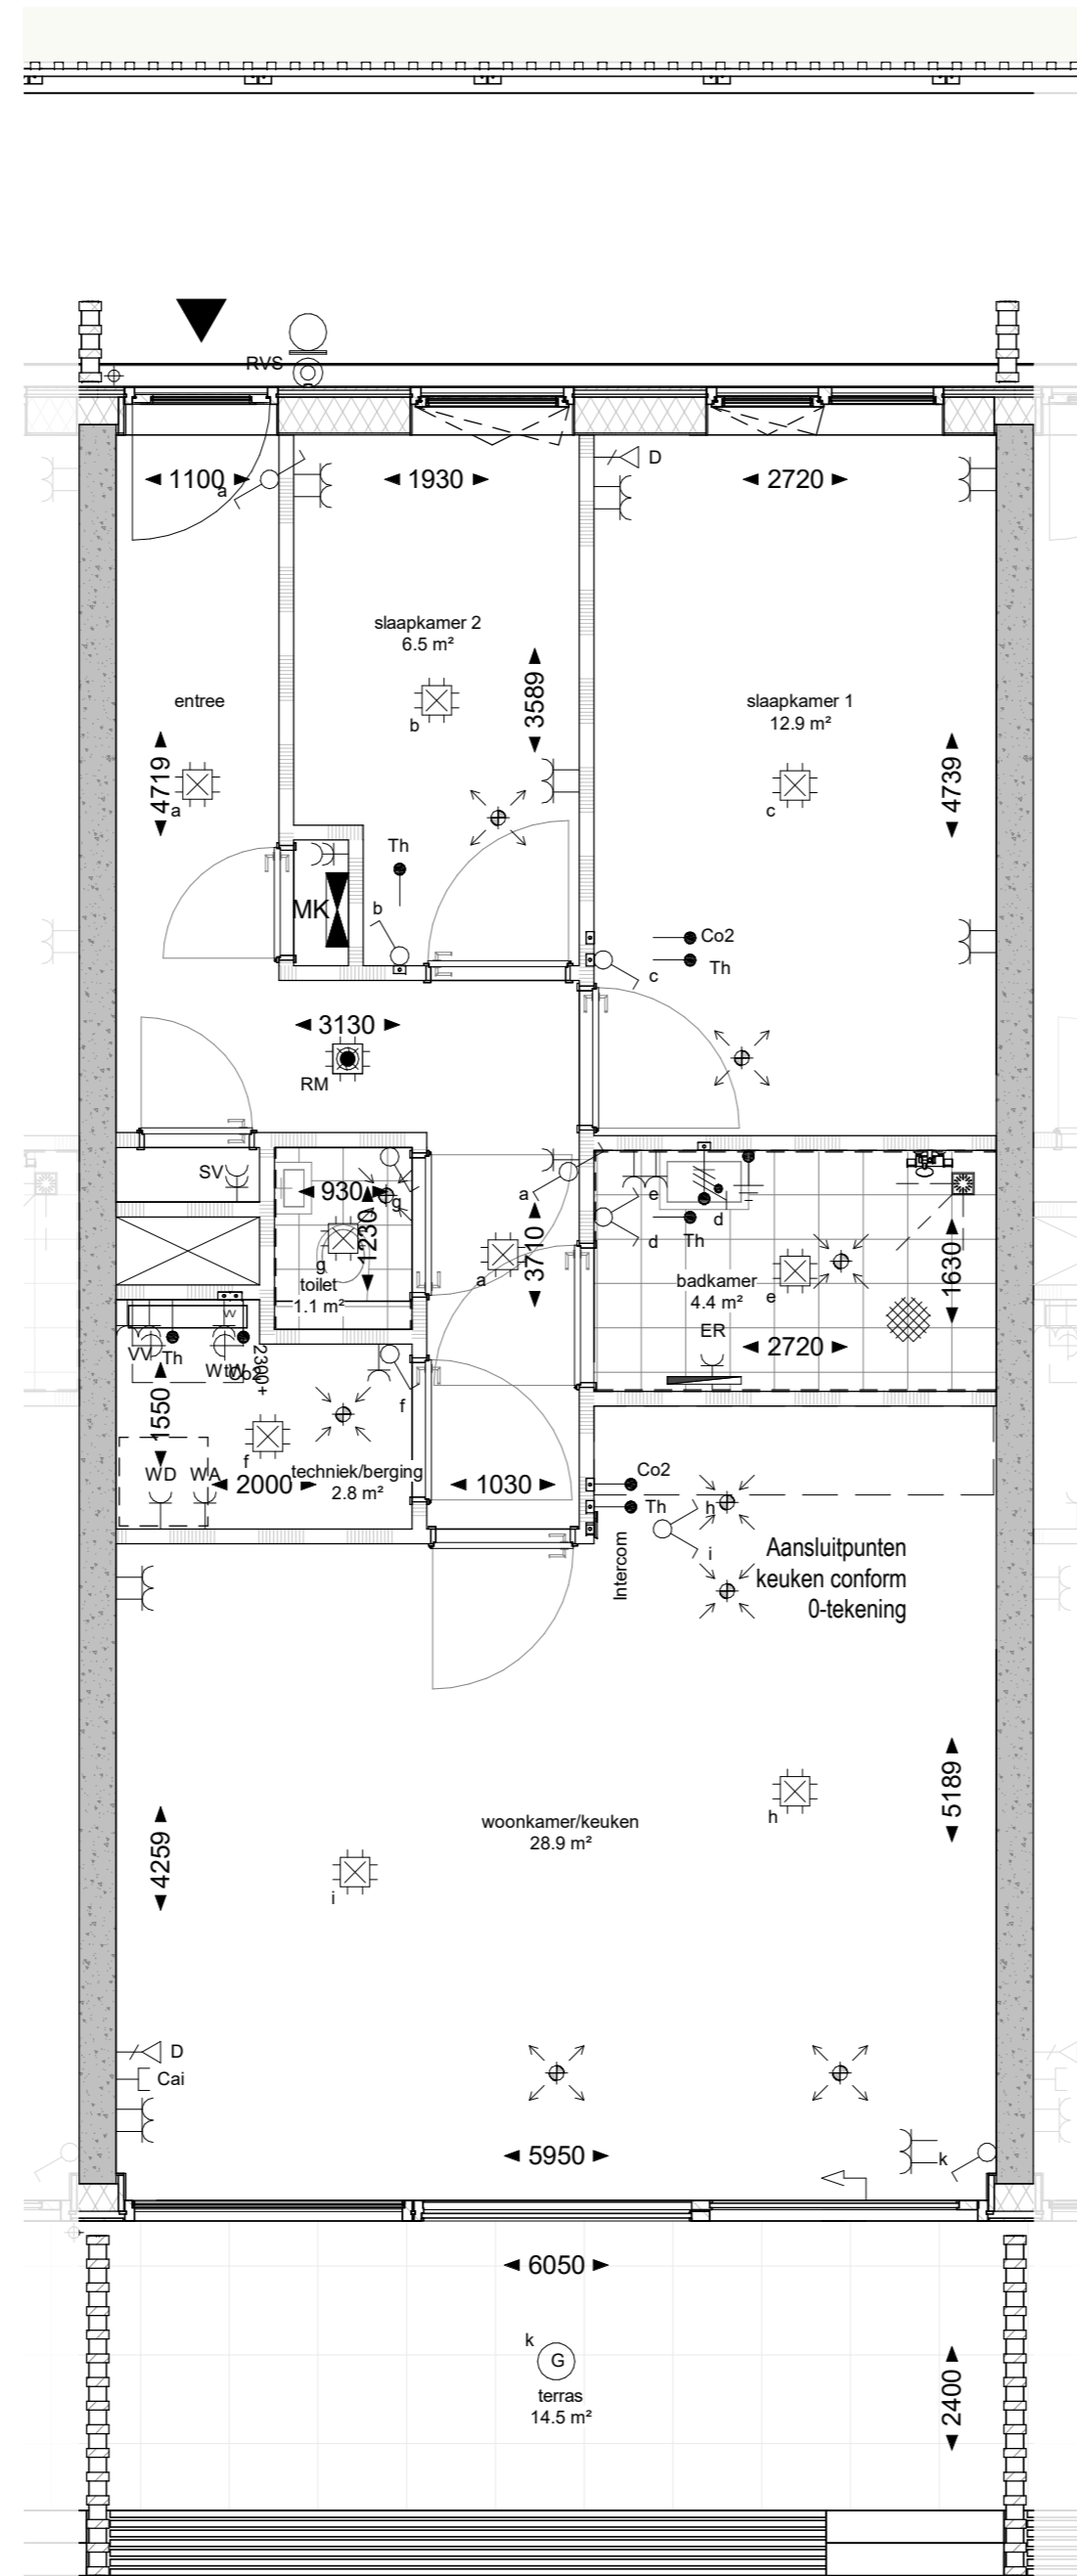 RVS
1100
a
1930
D
2720
slaapkamer 2
6.5 m²
3589
b
entree
4719
a
slaapkamer 1
12.9 m²
4739
c
Th
b
MK
Co2
Th
c
3130
RM
SV
930
g
1230
g
toilet
1.1 m²
a
3710
a
e
d
d
Th
badkamer
4.4 m²
e
1630
ER
2720
W
VV
Th
Co2
2300+
1550
f
f
WD
WA
2000
techniek/berging
2.8 m²
1030
Co2
Th
h
i
Intercom
Aansluitpunten
keuken conform
0-tekening
5189
h
woonkamer/keuken
28.9 m²
4259
i
D
Cai
5950
k
6050
k
G
terras
14.5 m²
2400